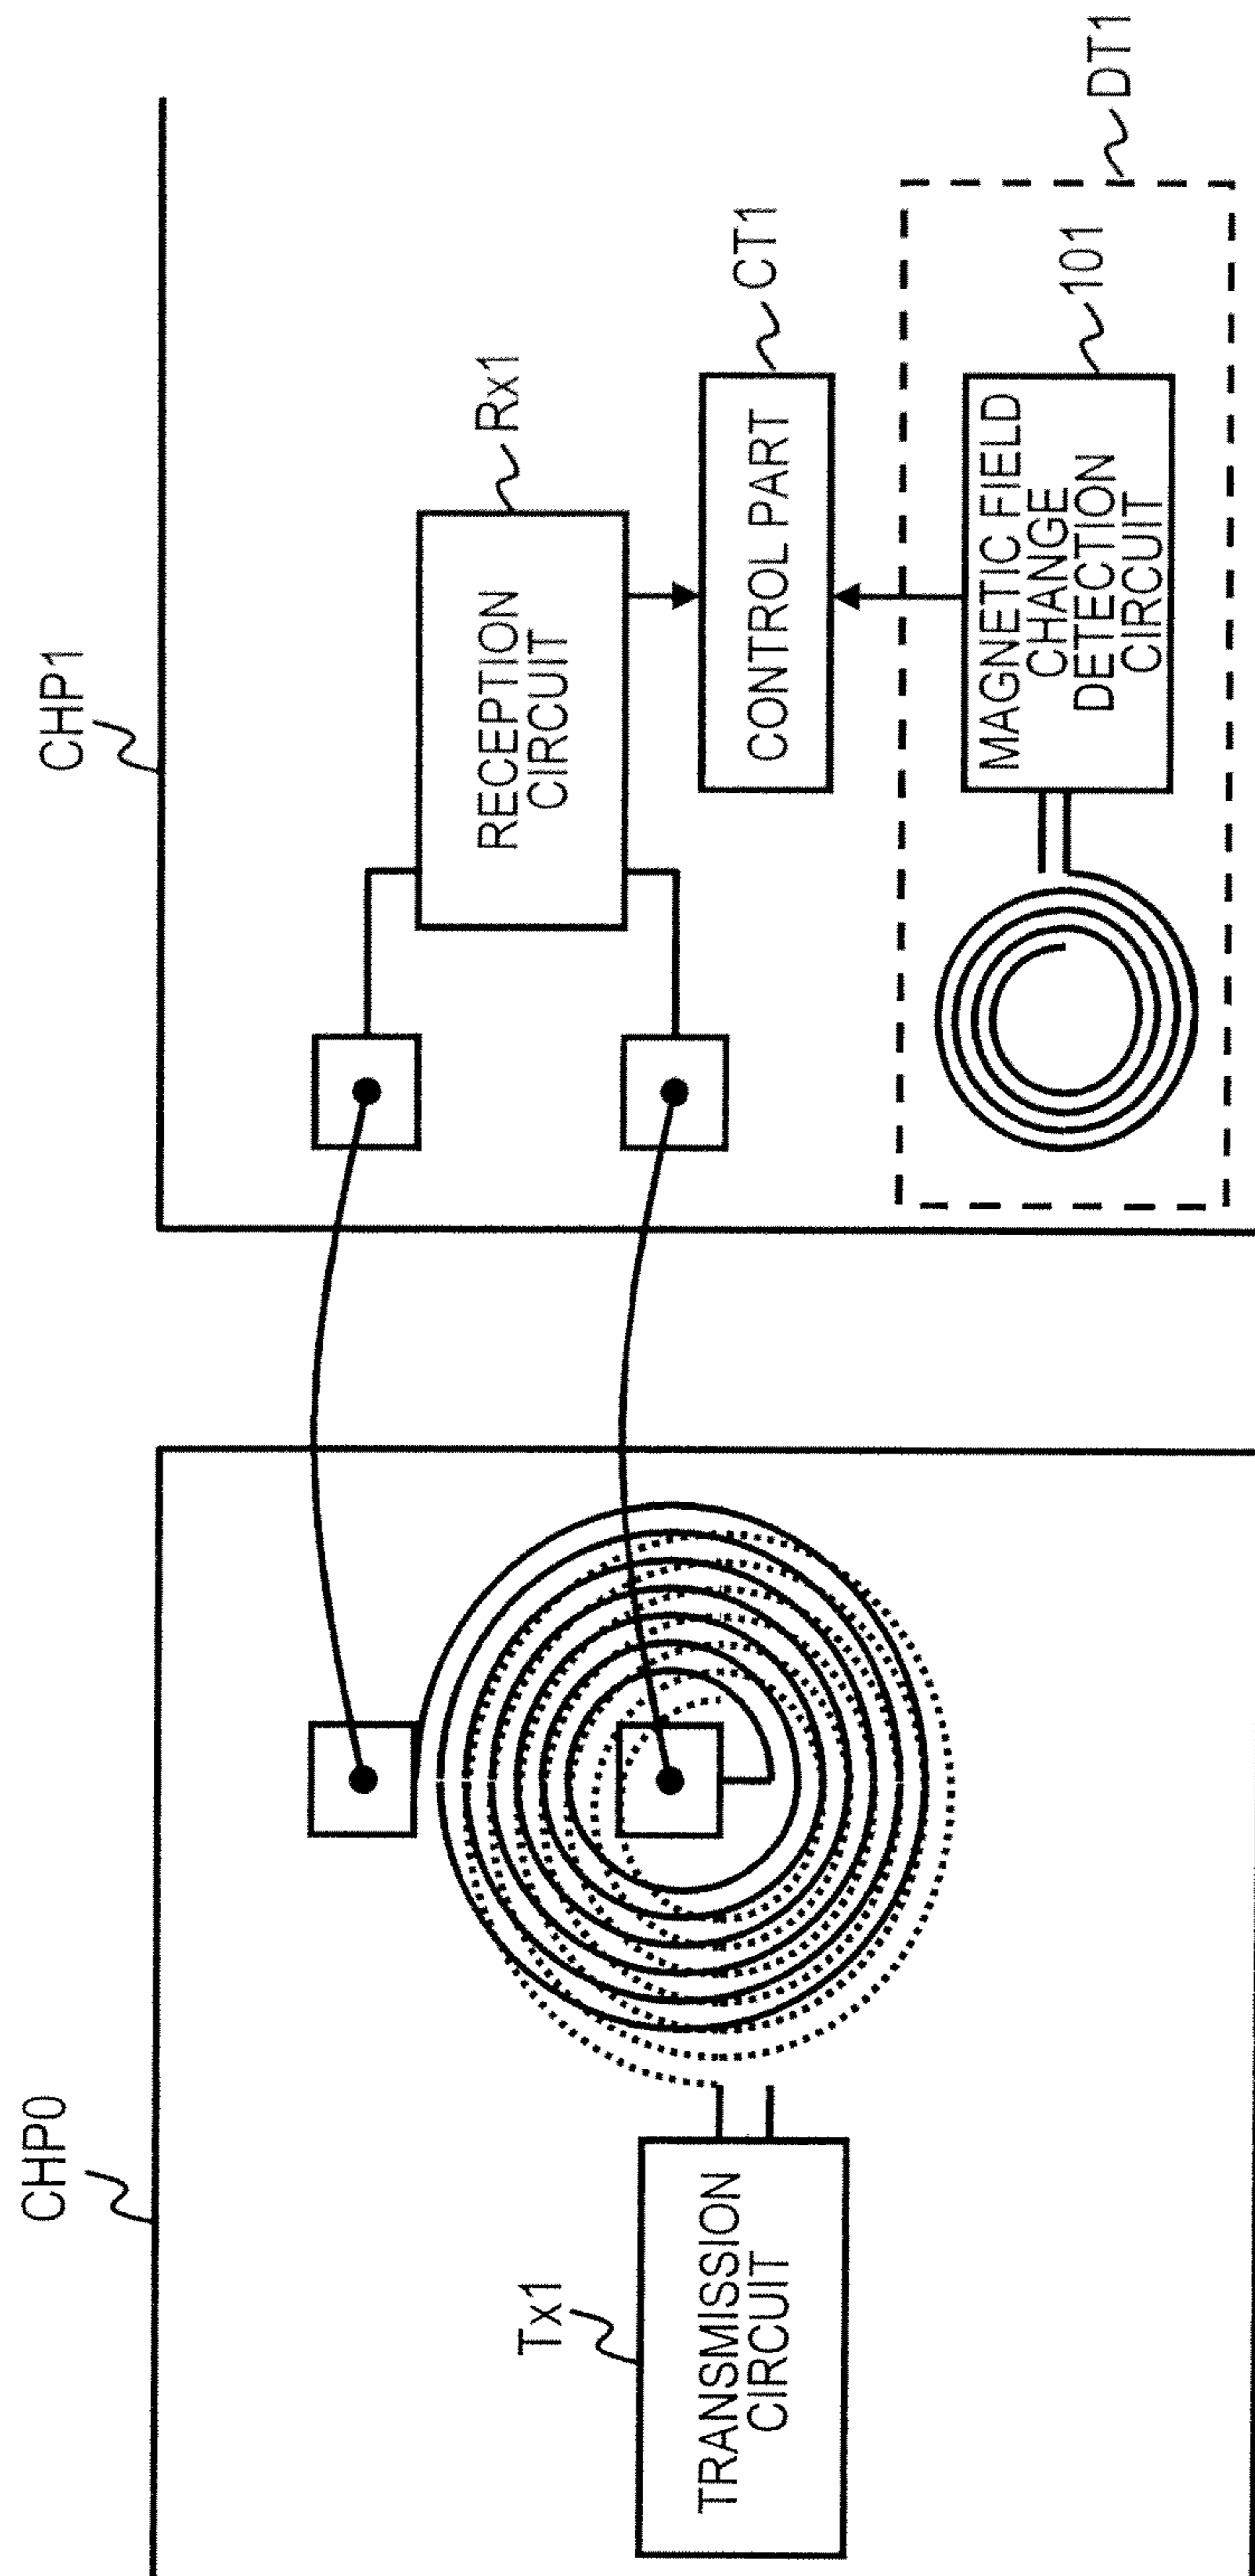 CHP0
CHP1
Tx1
TRANSMISSION
CIRCUIT
Rx1
RECEPTION
CIRCUIT
CT1
CONTROL PART
DT1
101
MAGNETIC FIELD
CHANGE
DETECTION
CIRCUIT